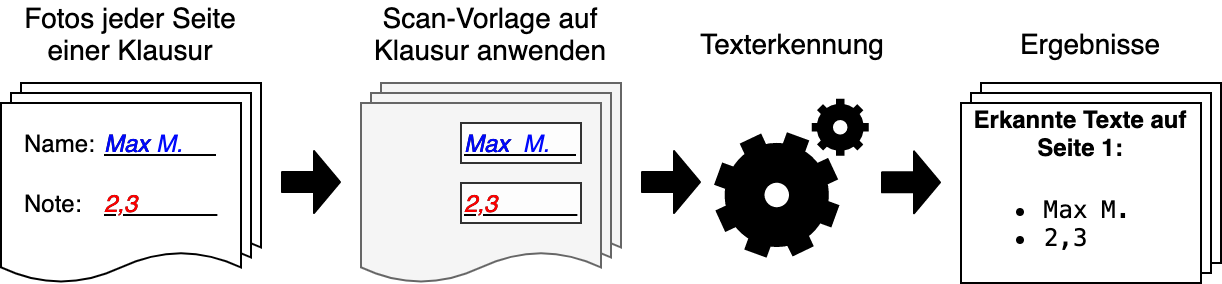 Fotos jeder Seite
einer Klausur
Name: Max M.
Note: 2,3
Scan-Vorlage auf
Klausur anwenden
Max M.
2,3
Texterkennung
Ergebnisse
Erkannte Texte auf
Seite 1:
• Max M.
• 2,3